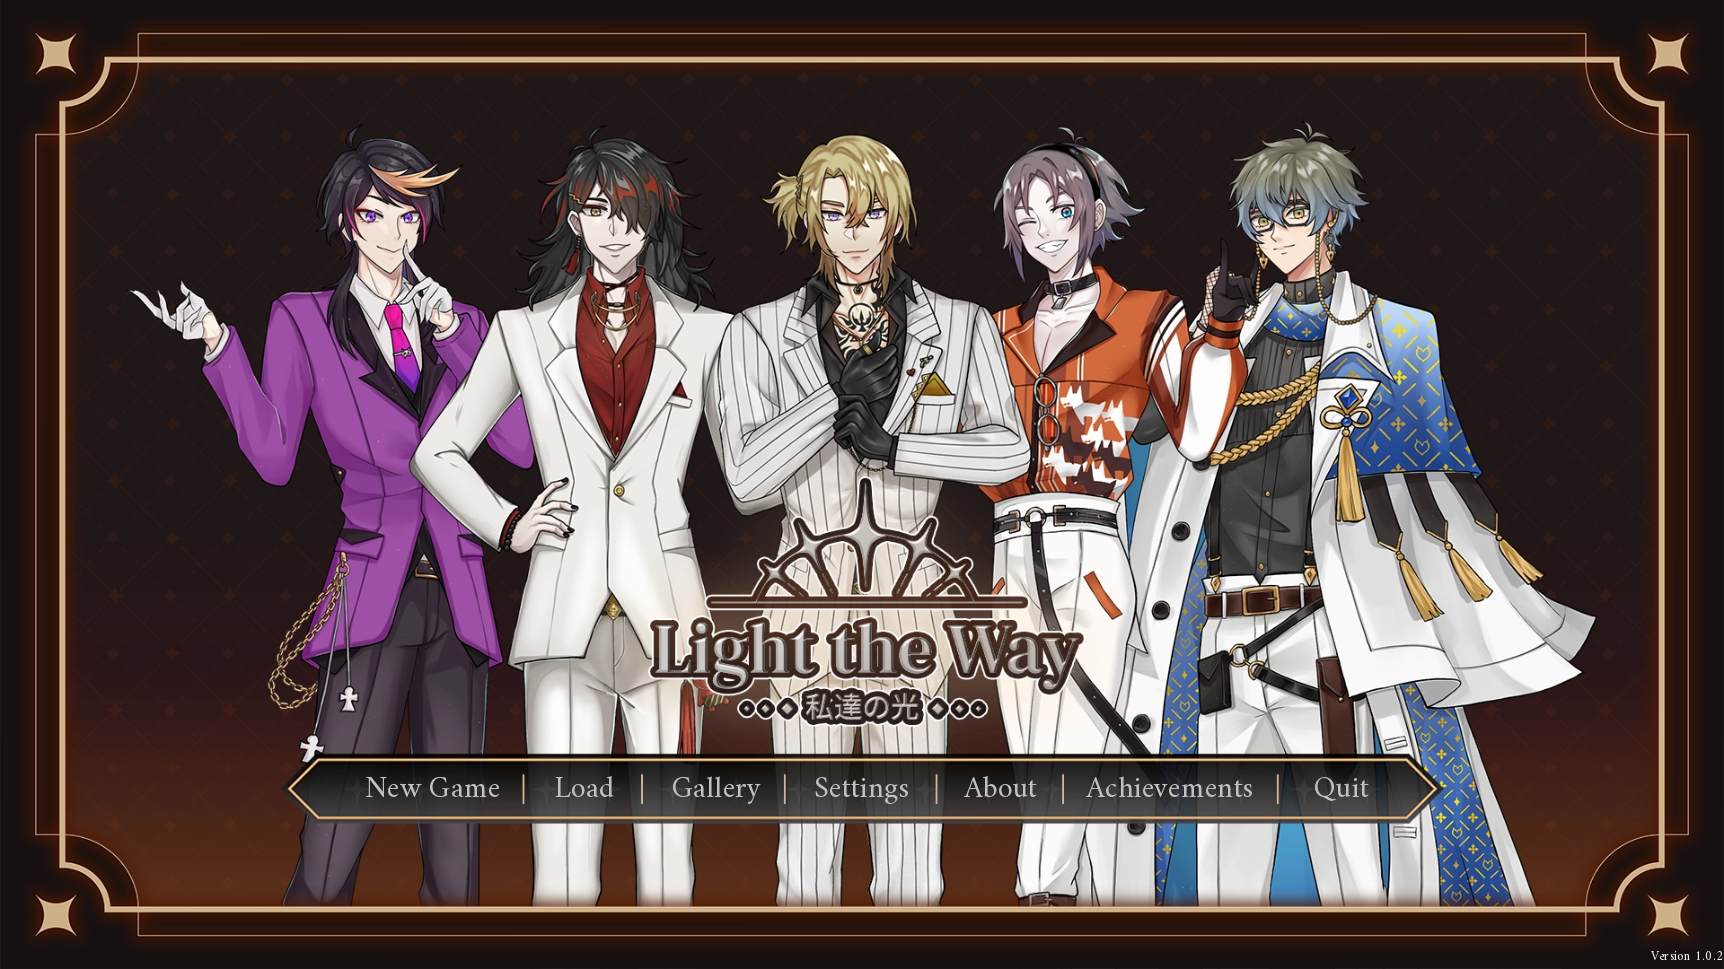 Light the Way
私達の光
New Game | Load | Gallery | Settings | About | Achievements | Quit
Version 1.0.2